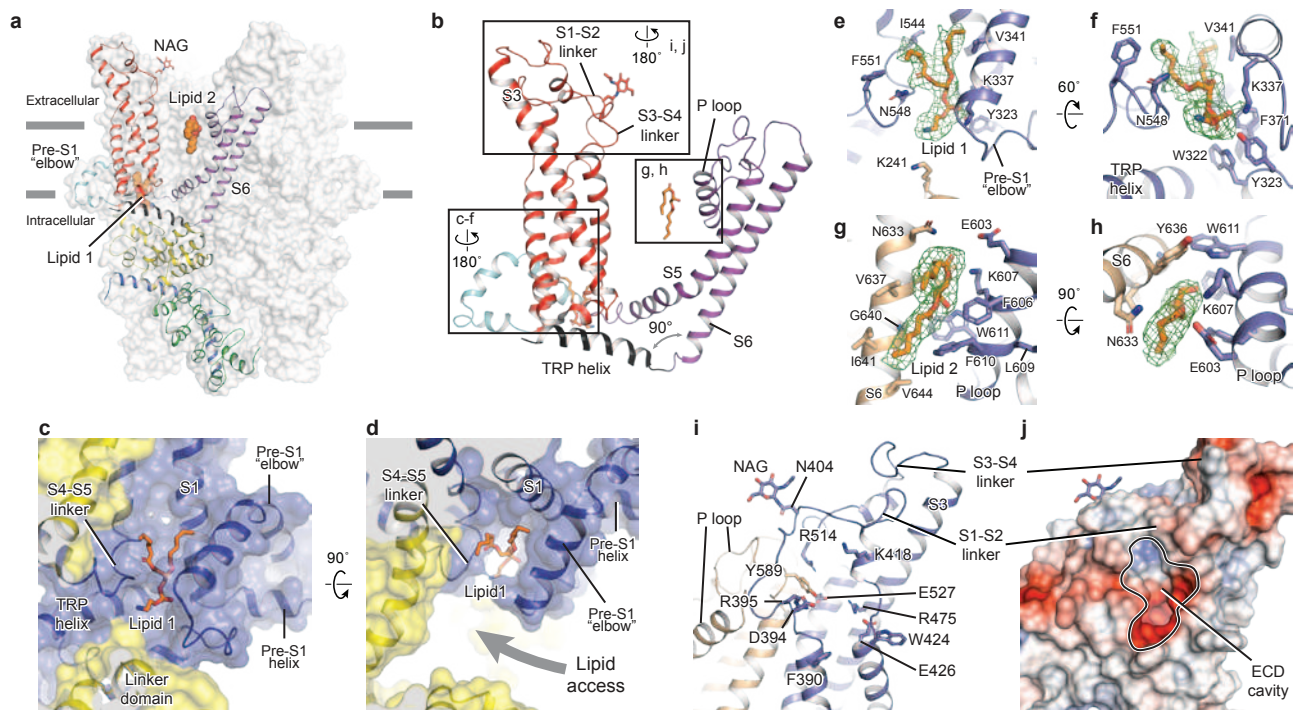 a
NAG
Lipid 2
Extracellular
Pre-S1
“elbow”
S6
Intracellular
Lipid 1
b
S1–S2
linker
180˚
i, j
S3
S3–S4
linker
P loop
g, h
c-f
180˚
S5
90˚
S6
TRP helix
e
I544
V341
F551
K337
N548
Y323
Lipid 1
K241
Pre-S1
“elbow”
60˚
f
F551
V341
K337
N548
F371
W322
TRP
helix
Y323
g
N633
E603
V637
K607
G640
F606
W611
I641
F610
L609
Lipid 2
S6
V644
P loop
90˚
h
Y636
W611
S6
K607
N633
E603
P loop
c
Pre-S1
“elbow”
S4–S5
linker
S1
TRP
helix
Lipid 1
Pre-S1
helix
Linker
domain
90˚
d
S4–S5
linker
S1
Pre-S1
helix
Lipid1
Pre-S1
“elbow”
Lipid
access
i
NAG
N404
S3–S4
linker
S3
P loop
R514
S1–S2
linker
K418
Y589
E527
R395
R475
D394
W424
E426
F390
j
ECD
cavity